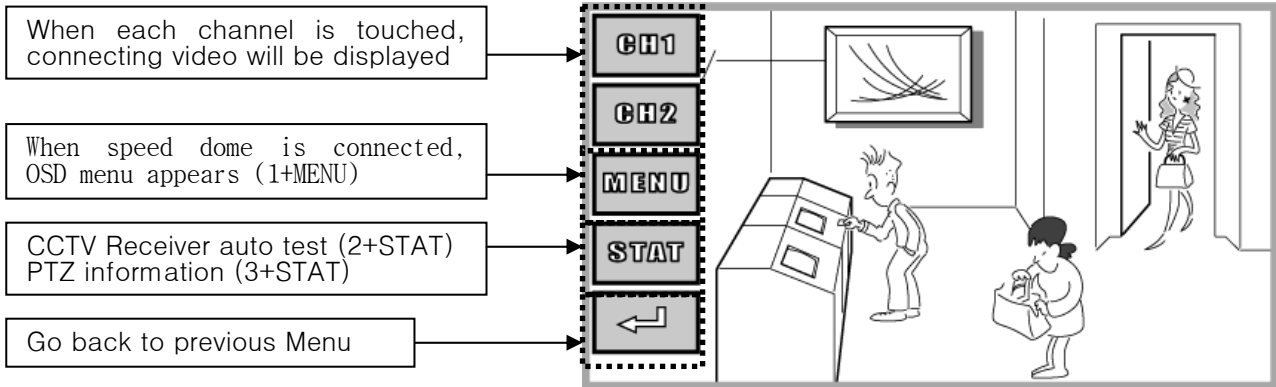 When each channel is touched,
connecting video will be displayed
When speed dome is connected,
OSD menu appears (1+MENU)
CCTV Receiver auto test (2+STAT)
PTZ information (3+STAT)
Go back to previous Menu
CH1
CH2
MENU
STAT